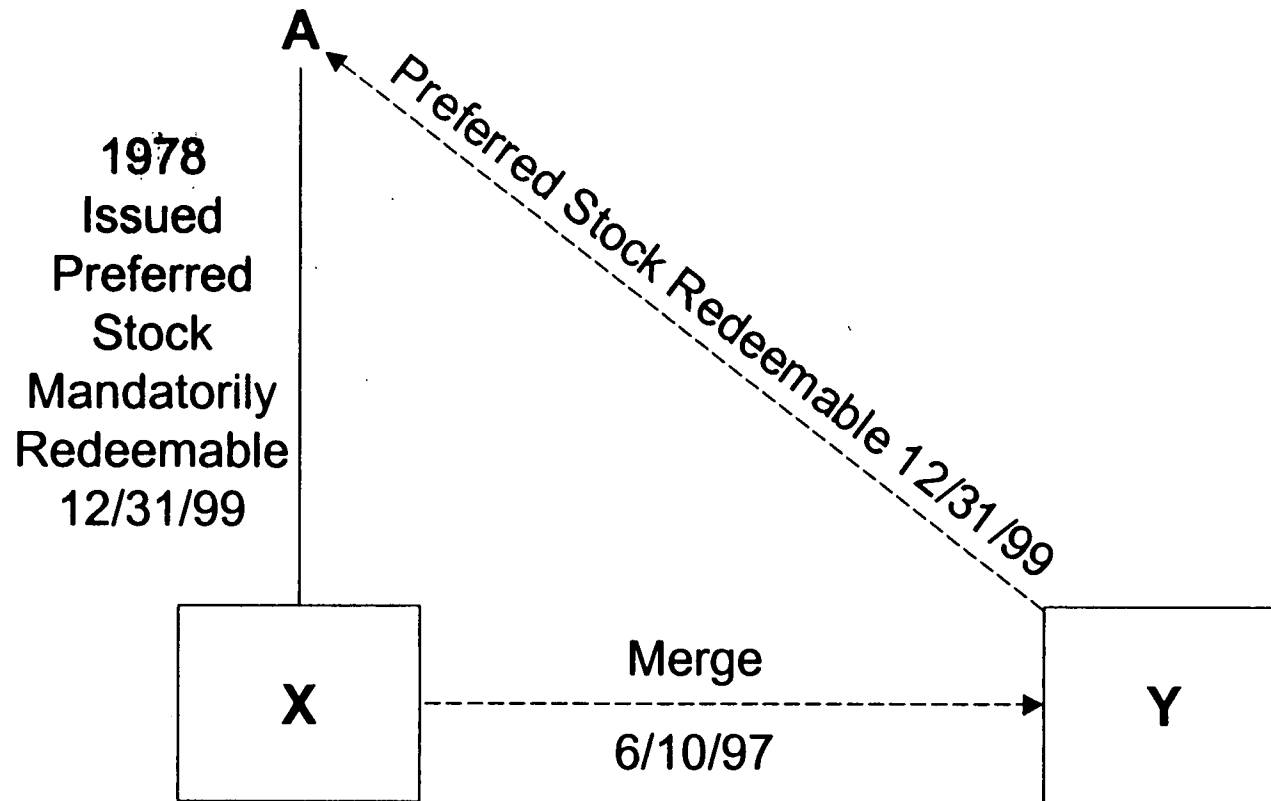 A
1978
Issued
Preferred
Stock
Mandatorily
Redeemable
12/31/99
Preferred Stock Redeemable 12/31/99
X
Merge
6/10/97
Y